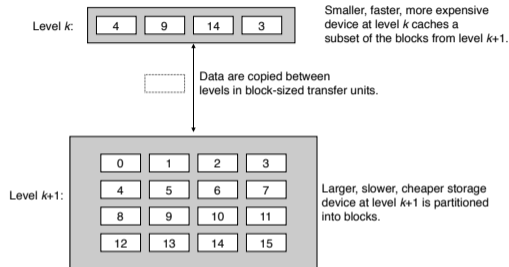 Level k:
4 9 14 3
Smaller, faster, more expensive
device at level k caches a
subset of the blocks from level k+1.
Data are copied between
levels in block-sized transfer units.
Level k+1:
0 1 2 3
4 5 6 7
8 9 10 11
12 13 14 15
Larger, slower, cheaper storage
device at level k+1 is partitioned
into blocks.